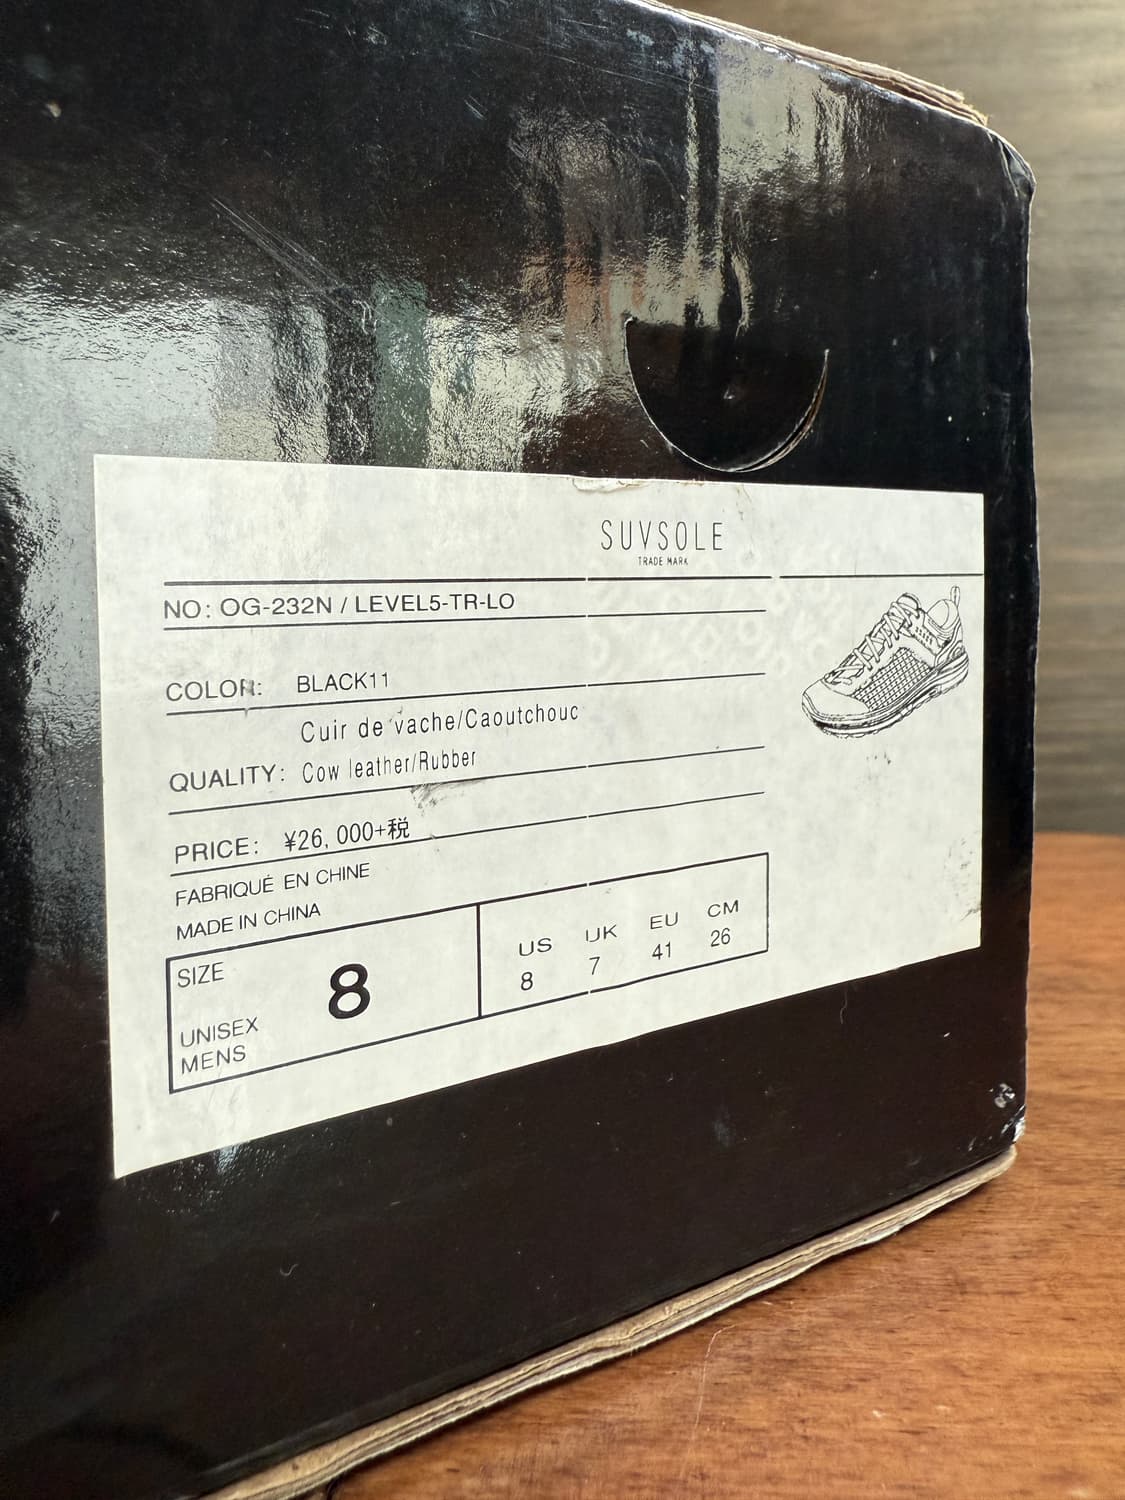 SUVSOLE
TRADE MARK
NO: OG-232N / LEVEL5-TR-LO
COLOR: BLACK11
Cuir de vache/Caoutchouc
QUALITY: Cow leather/Rubber
PRICE: ¥26,000+税
FABRIQUÉ EN CHINE
MADE IN CHINA
SIZE 8
UNISEX
MENS
US UK EU CM
8 7 41 26